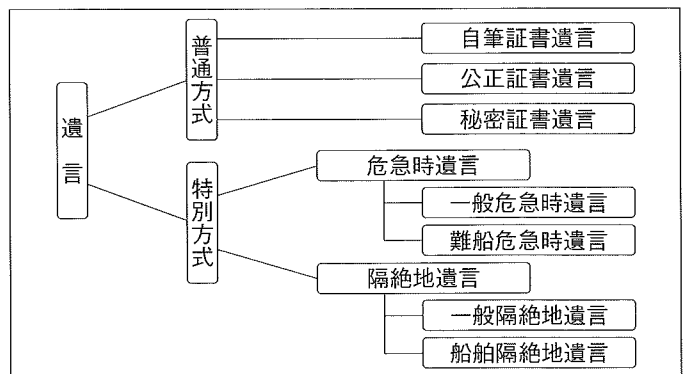 遺言
普通方式
自筆証書遺言
公正証書遺言
秘密証書遺言
特別方式
危急時遺言
一般危急時遺言
難船危急時遺言
隔絶地遺言
一般隔絶地遺言
船舶隔絶地遺言